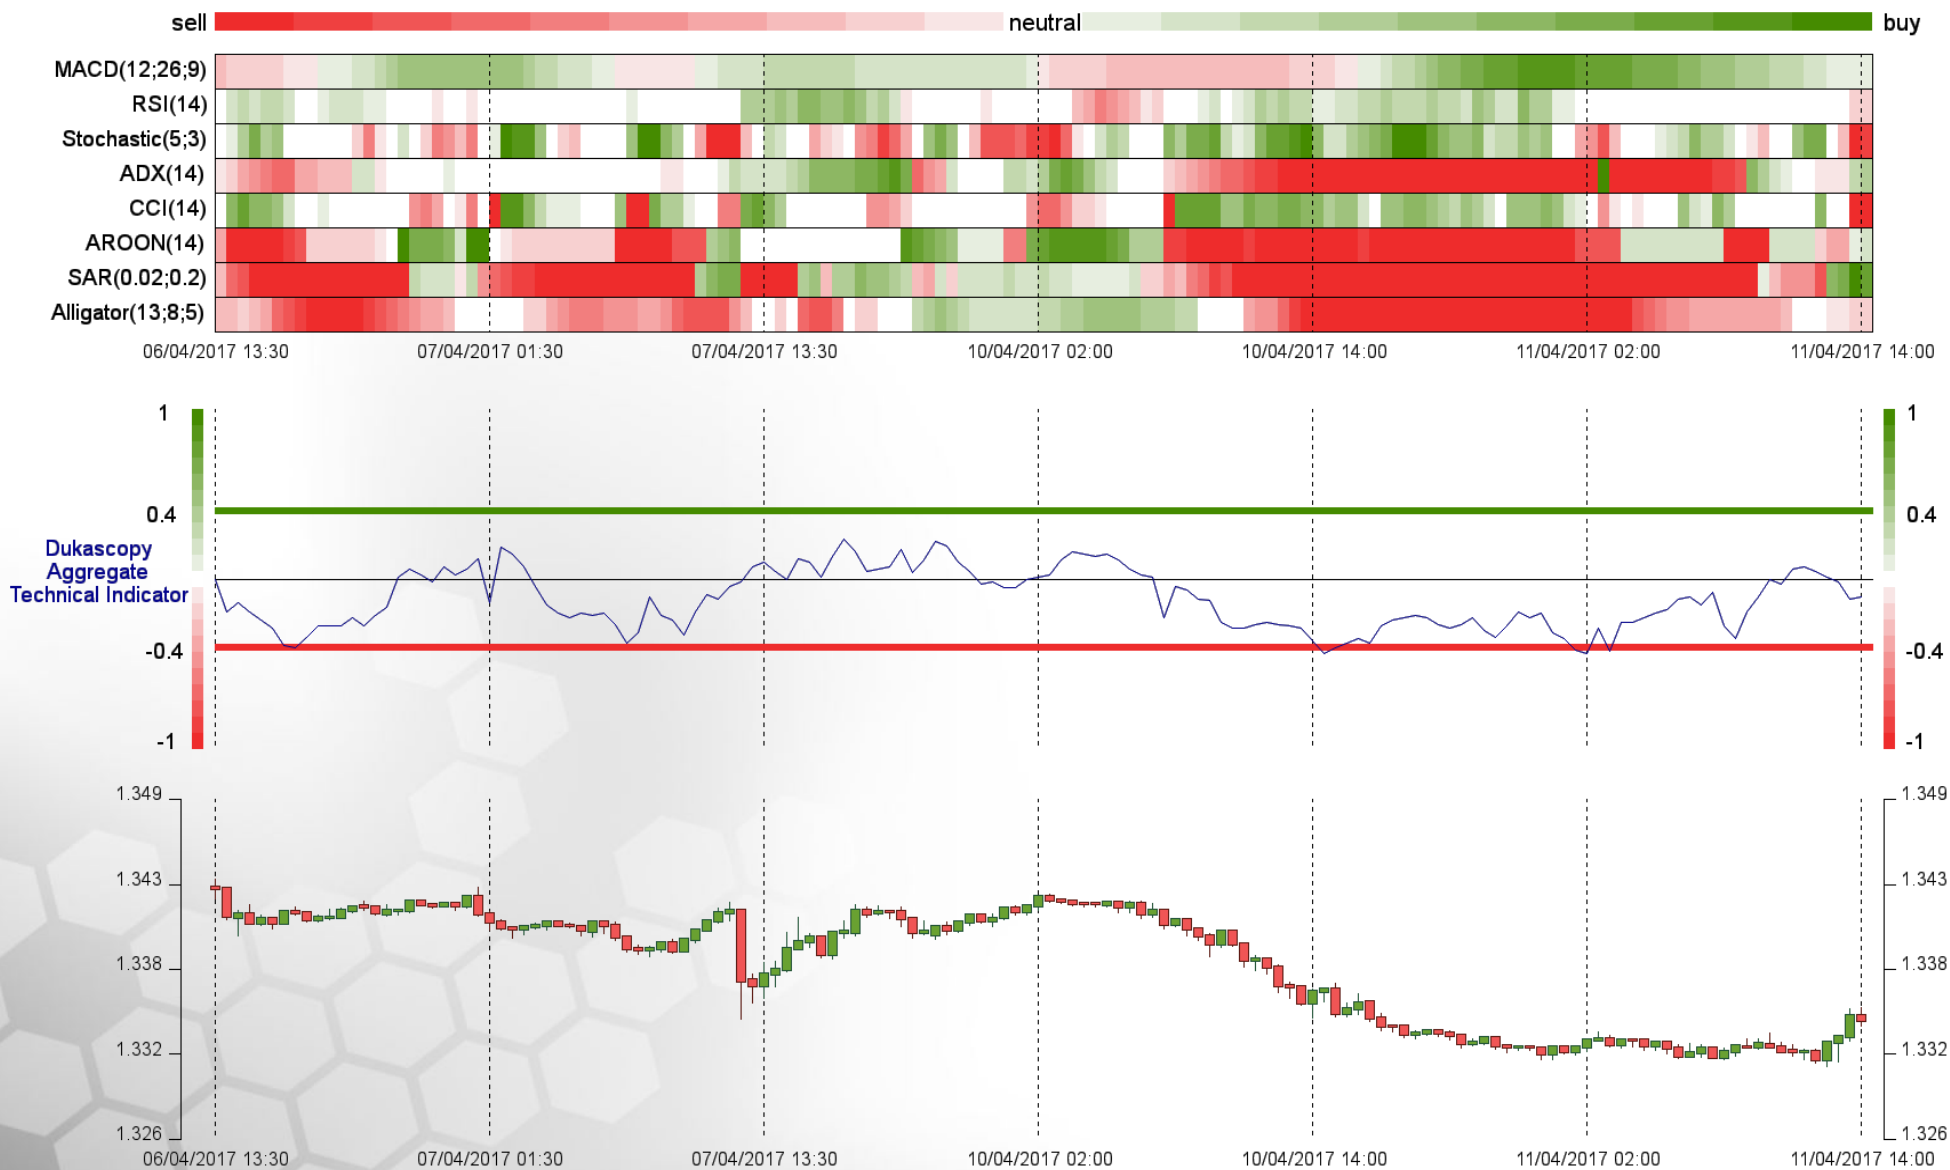 sell neutral buy
MACD(12;26;9)
RSI(14)
Stochastic(5;3)
ADX(14)
CCI(14)
AROON(14)
SAR(0.02;0.2)
Alligator(13;8;5)
06/04/2017 13:30 07/04/2017 01:30 07/04/2017 13:30 10/04/2017 02:00 10/04/2017 14:00 11/04/2017 02:00 11/04/2017 14:00
1 1
0.4 0.4
Dukascopy
Aggregate
Technical Indicator
-0.4 -0.4
-1 -1
1.349 1.349
1.343 1.343
1.338 1.338
1.332 1.332
1.326 1.326
06/04/2017 13:30 07/04/2017 01:30 07/04/2017 13:30 10/04/2017 02:00 10/04/2017 14:00 11/04/2017 02:00 11/04/2017 14:00